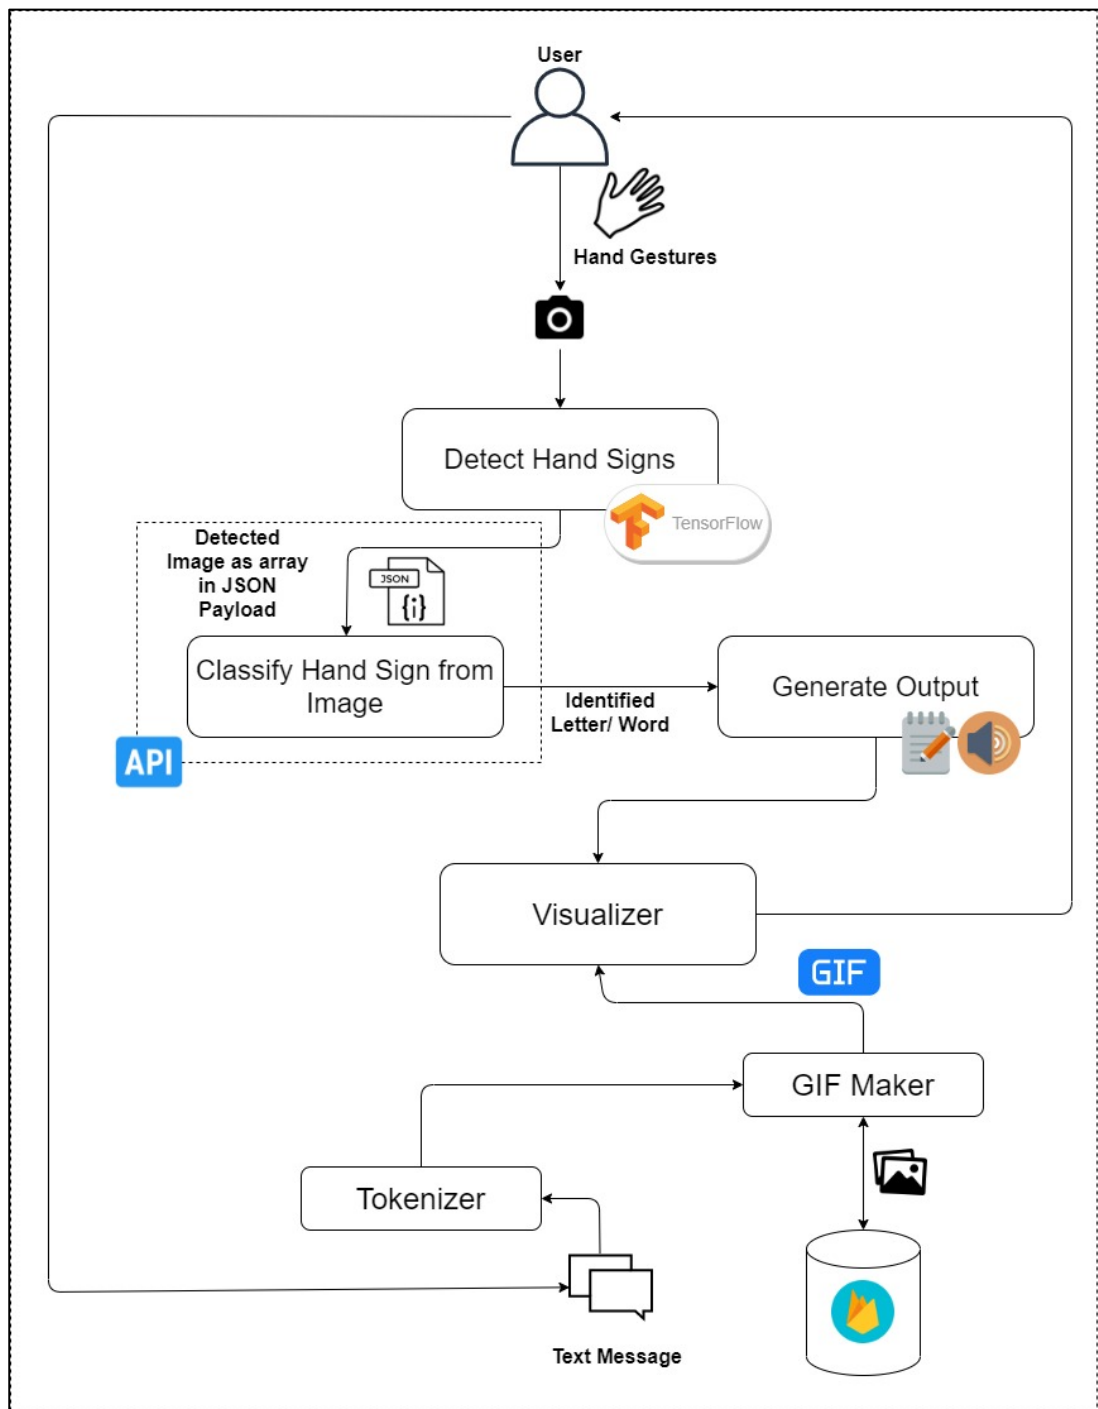 User
Hand Gestures
Detect Hand Signs
TensorFlow
Detected
Image as array
in JSON
Payload
JSON
{i}
Classify Hand Sign from
Image
API
Identified
Letter/ Word
Generate Output
Visualizer
GIF
GIF Maker
Tokenizer
Text Message